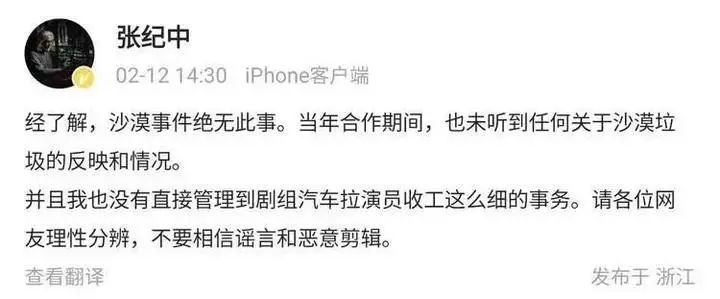 张纪中
02-12 14:30 iPhone客户端
经了解，沙漠事件绝无此事。当年合作期间，也未听到任何关于沙漠垃
圾的反映和情况。
并且我也没有直接管理到剧组汽车拉演员收工这么细的事务。请各位网
友理性分辨，不要相信谣言和恶意剪辑。
查看翻译 发布于 浙江